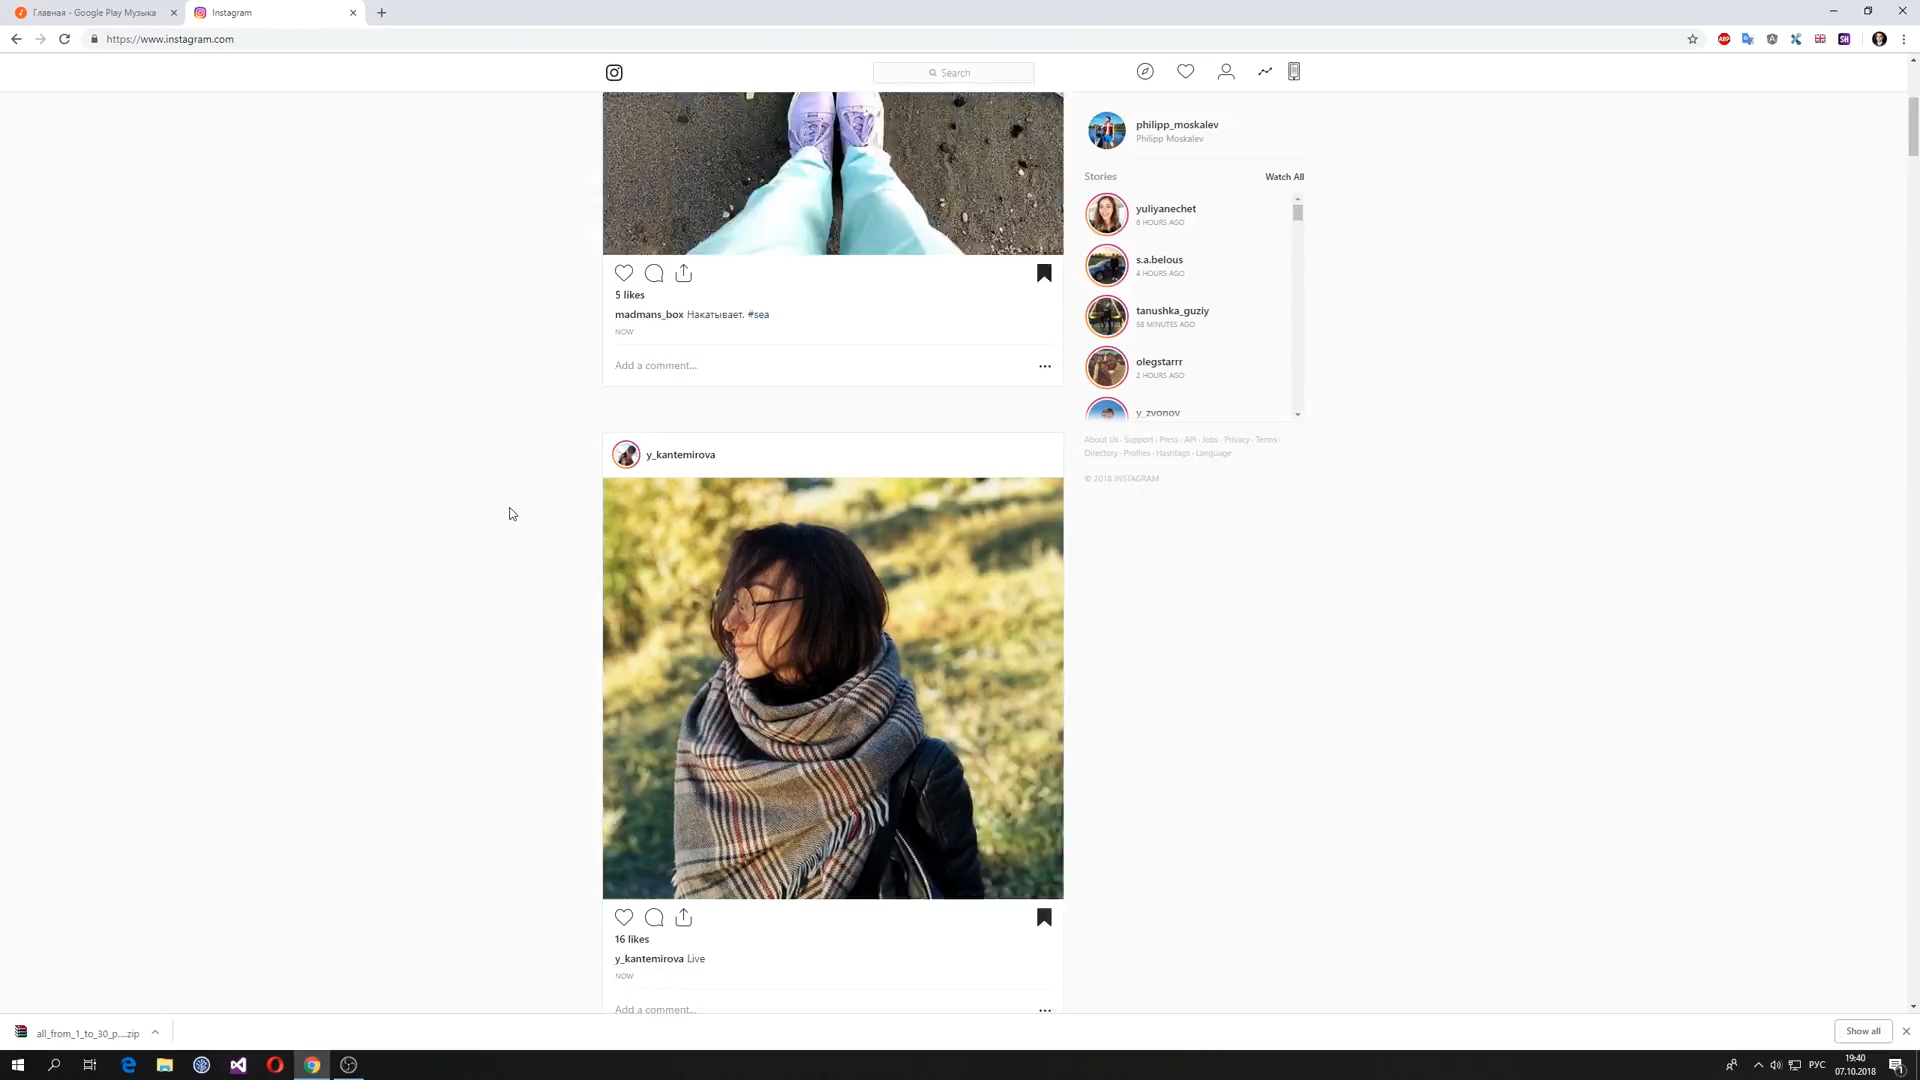 Главная - Google Play Музыка
Instagram
https://www.instagram.com
ABP
SH
Search
philipp_moskalev
Philipp Moskalev
Stories
Watch All
yuliyanechet
8 HOURS AGO
s.a.belous
4 HOURS AGO
tanushka_guziy
58 MINUTES AGO
olegstarrr
2 HOURS AGO
y_zvonov
About Us · Support · Press · API · Jobs · Privacy · Terms ·
Directory · Profiles · Hashtags · Language
© 2018 INSTAGRAM
5 likes
madmans_box Накатывает. #sea
NOW
Add a comment...
y_kantemirova
16 likes
y_kantemirova Live
NOW
Add a comment...
all_from_1_to_30_p....zip
Show all
РУС
19:40
07.10.2018